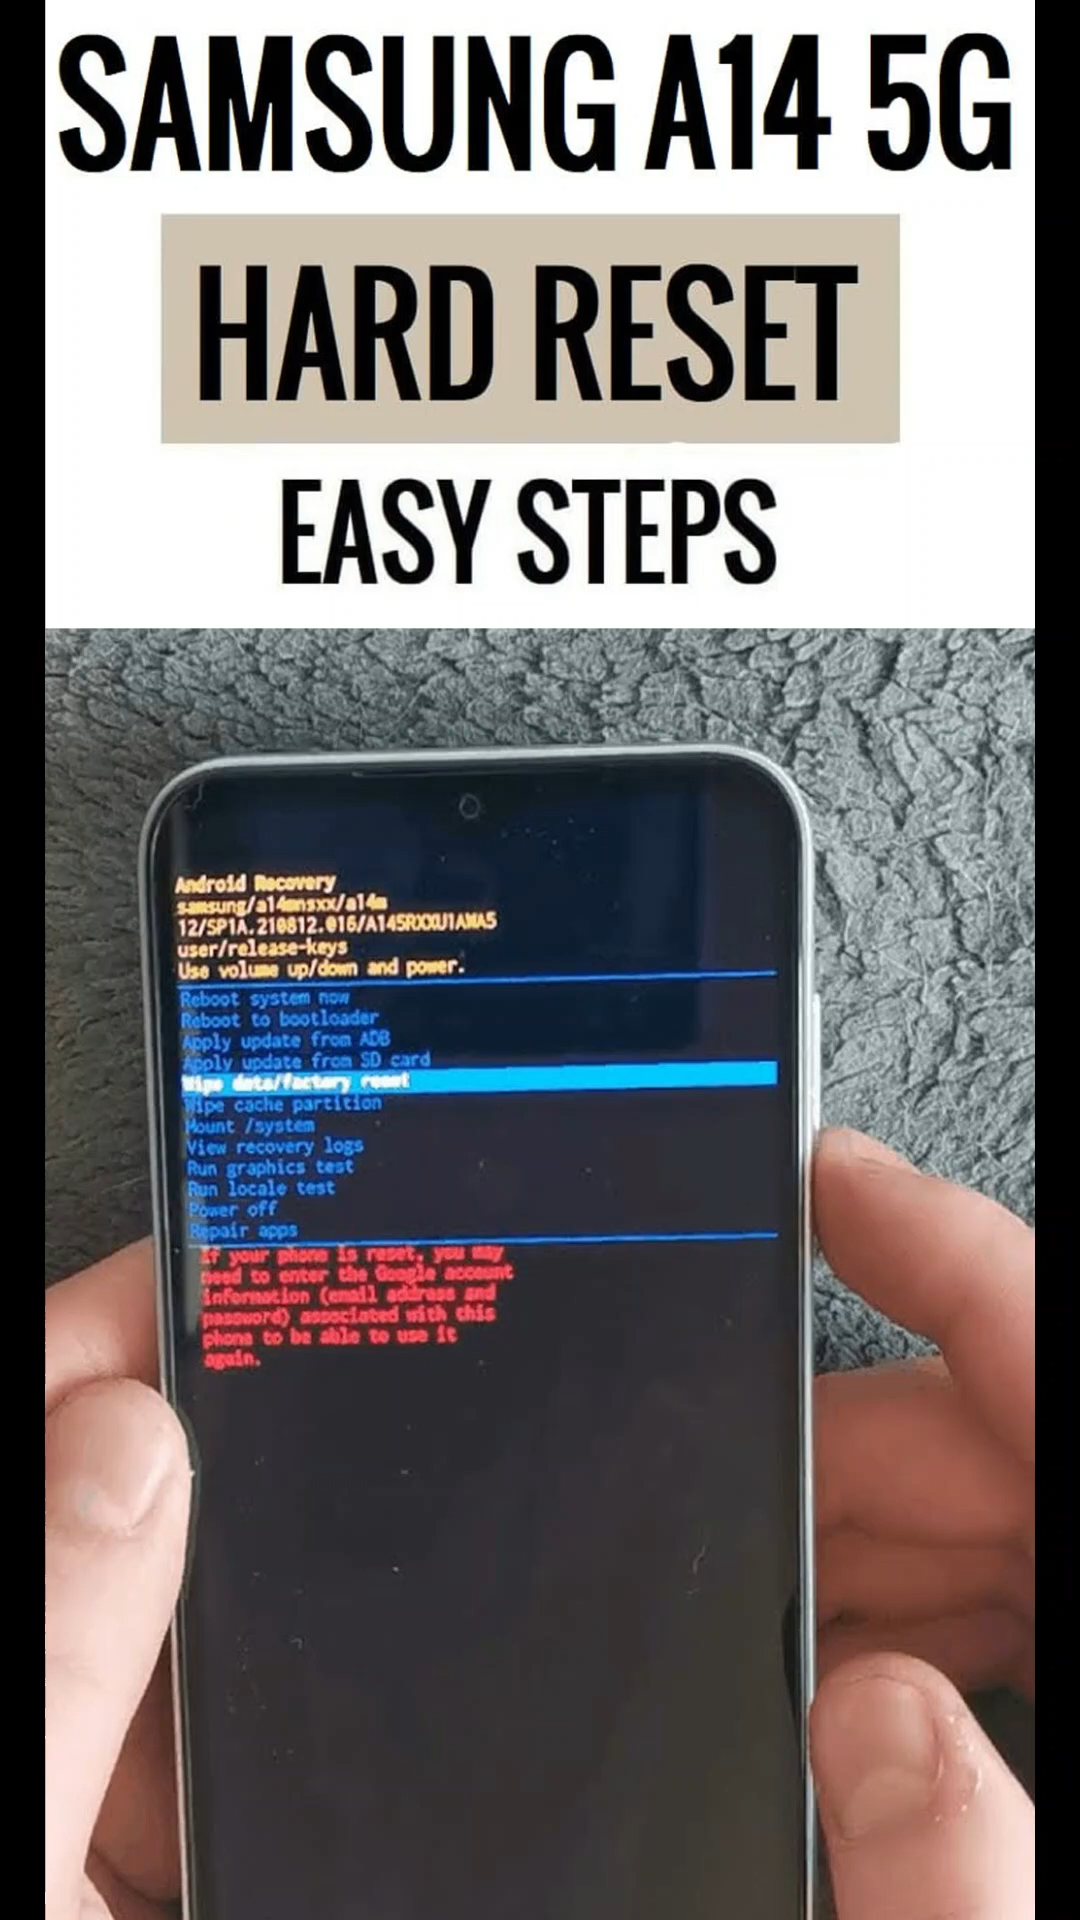 SAMSUNG A14 5G
HARD RESET
EASY STEPS
Android Recovery
samsung/a14mnsxx/a14m
12/SP1A.210812.016/A145RXXU1AWA5
user/release-keys
Use volume up/down and power.
Reboot system now
Reboot to bootloader
Apply update from ADB
Apply update from SD card
Wipe data/factory reset
Wipe cache partition
Mount /system
View recovery logs
Run graphics test
Run locale test
Power off
Repair apps
If your phone is reset, you may
need to enter the Google account
information (email address and
password) associated with this
phone to be able to use it
again.